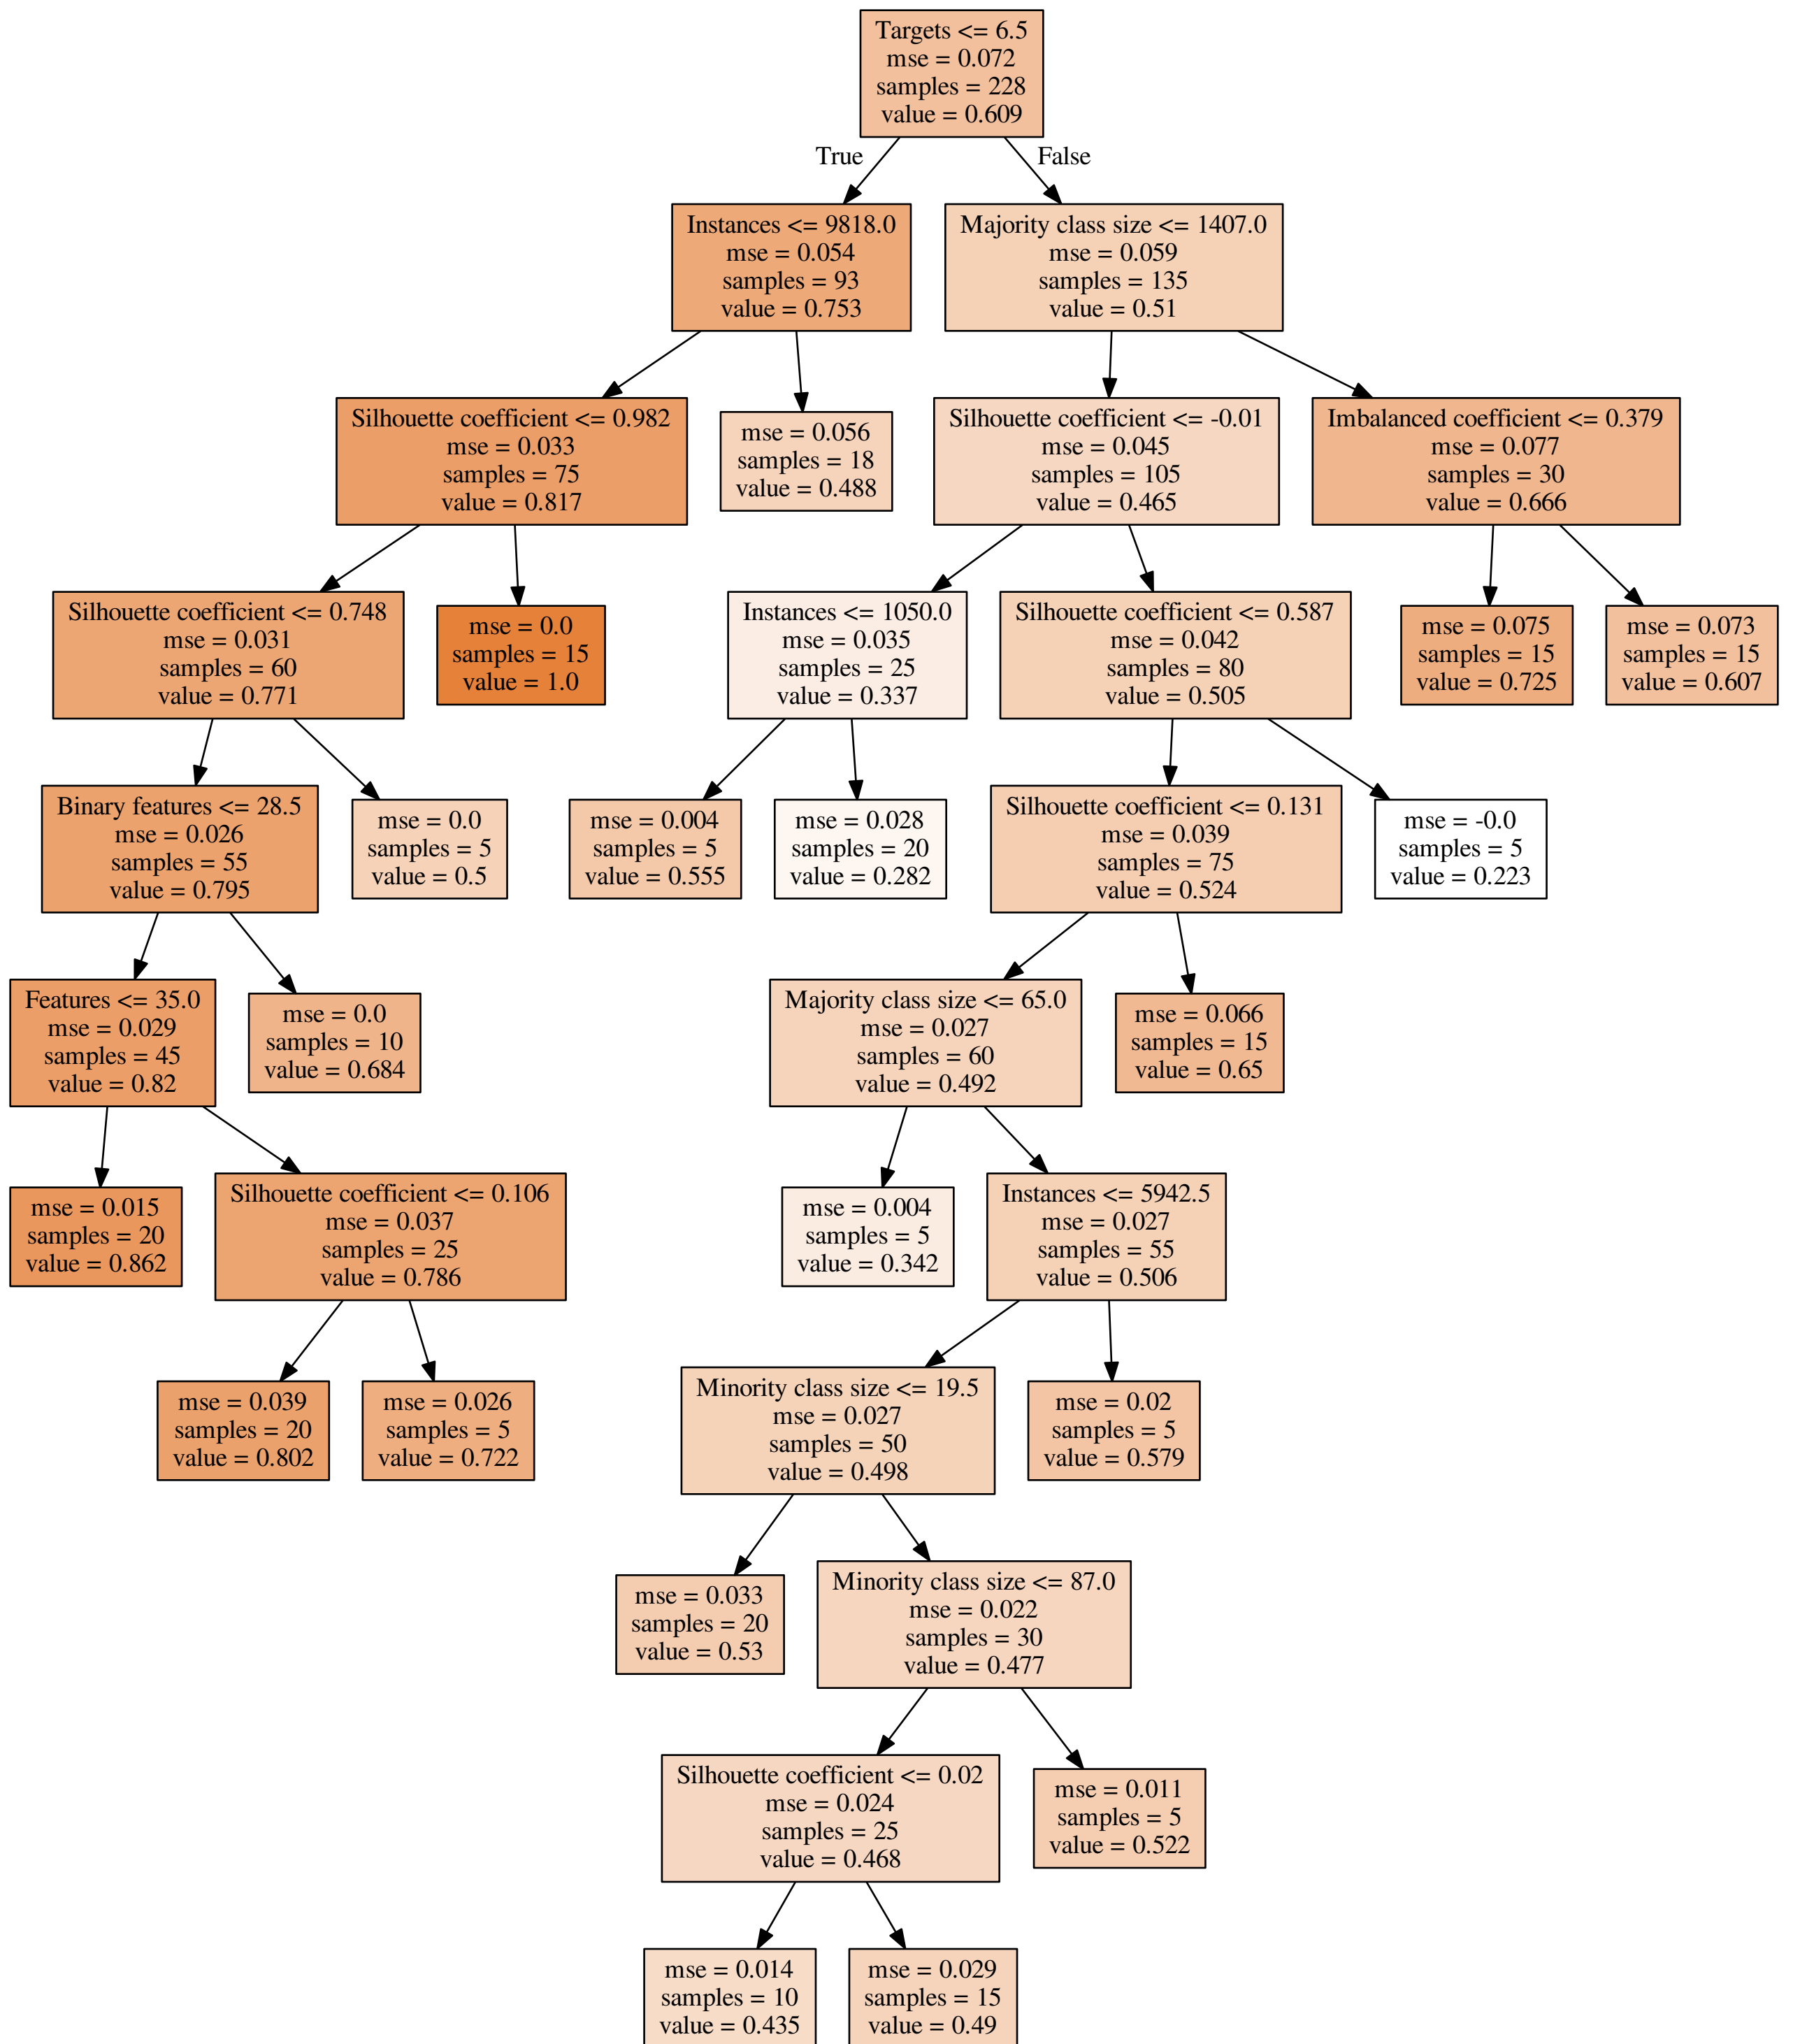 Targets <= 6.5
mse = 0.072
samples = 228
value = 0.609
True
False
Instances <= 9818.0
mse = 0.054
samples = 93
value = 0.753
Majority class size <= 1407.0
mse = 0.059
samples = 135
value = 0.51
Silhouette coefficient <= 0.982
mse = 0.033
samples = 75
value = 0.817
mse = 0.056
samples = 18
value = 0.488
Silhouette coefficient <= -0.01
mse = 0.045
samples = 105
value = 0.465
Imbalanced coefficient <= 0.379
mse = 0.077
samples = 30
value = 0.666
Silhouette coefficient <= 0.748
mse = 0.031
samples = 60
value = 0.771
mse = 0.0
samples = 15
value = 1.0
Instances <= 1050.0
mse = 0.035
samples = 25
value = 0.337
Silhouette coefficient <= 0.587
mse = 0.042
samples = 80
value = 0.505
mse = 0.075
samples = 15
value = 0.725
mse = 0.073
samples = 15
value = 0.607
Binary features <= 28.5
mse = 0.026
samples = 55
value = 0.795
mse = 0.0
samples = 5
value = 0.5
mse = 0.004
samples = 5
value = 0.555
mse = 0.028
samples = 20
value = 0.282
Silhouette coefficient <= 0.131
mse = 0.039
samples = 75
value = 0.524
mse = -0.0
samples = 5
value = 0.223
Features <= 35.0
mse = 0.029
samples = 45
value = 0.82
mse = 0.0
samples = 10
value = 0.684
Majority class size <= 65.0
mse = 0.027
samples = 60
value = 0.492
mse = 0.066
samples = 15
value = 0.65
mse = 0.015
samples = 20
value = 0.862
Silhouette coefficient <= 0.106
mse = 0.037
samples = 25
value = 0.786
mse = 0.004
samples = 5
value = 0.342
Instances <= 5942.5
mse = 0.027
samples = 55
value = 0.506
mse = 0.039
samples = 20
value = 0.802
mse = 0.026
samples = 5
value = 0.722
Minority class size <= 19.5
mse = 0.027
samples = 50
value = 0.498
mse = 0.02
samples = 5
value = 0.579
mse = 0.033
samples = 20
value = 0.53
Minority class size <= 87.0
mse = 0.022
samples = 30
value = 0.477
Silhouette coefficient <= 0.02
mse = 0.024
samples = 25
value = 0.468
mse = 0.011
samples = 5
value = 0.522
mse = 0.014
samples = 10
value = 0.435
mse = 0.029
samples = 15
value = 0.49